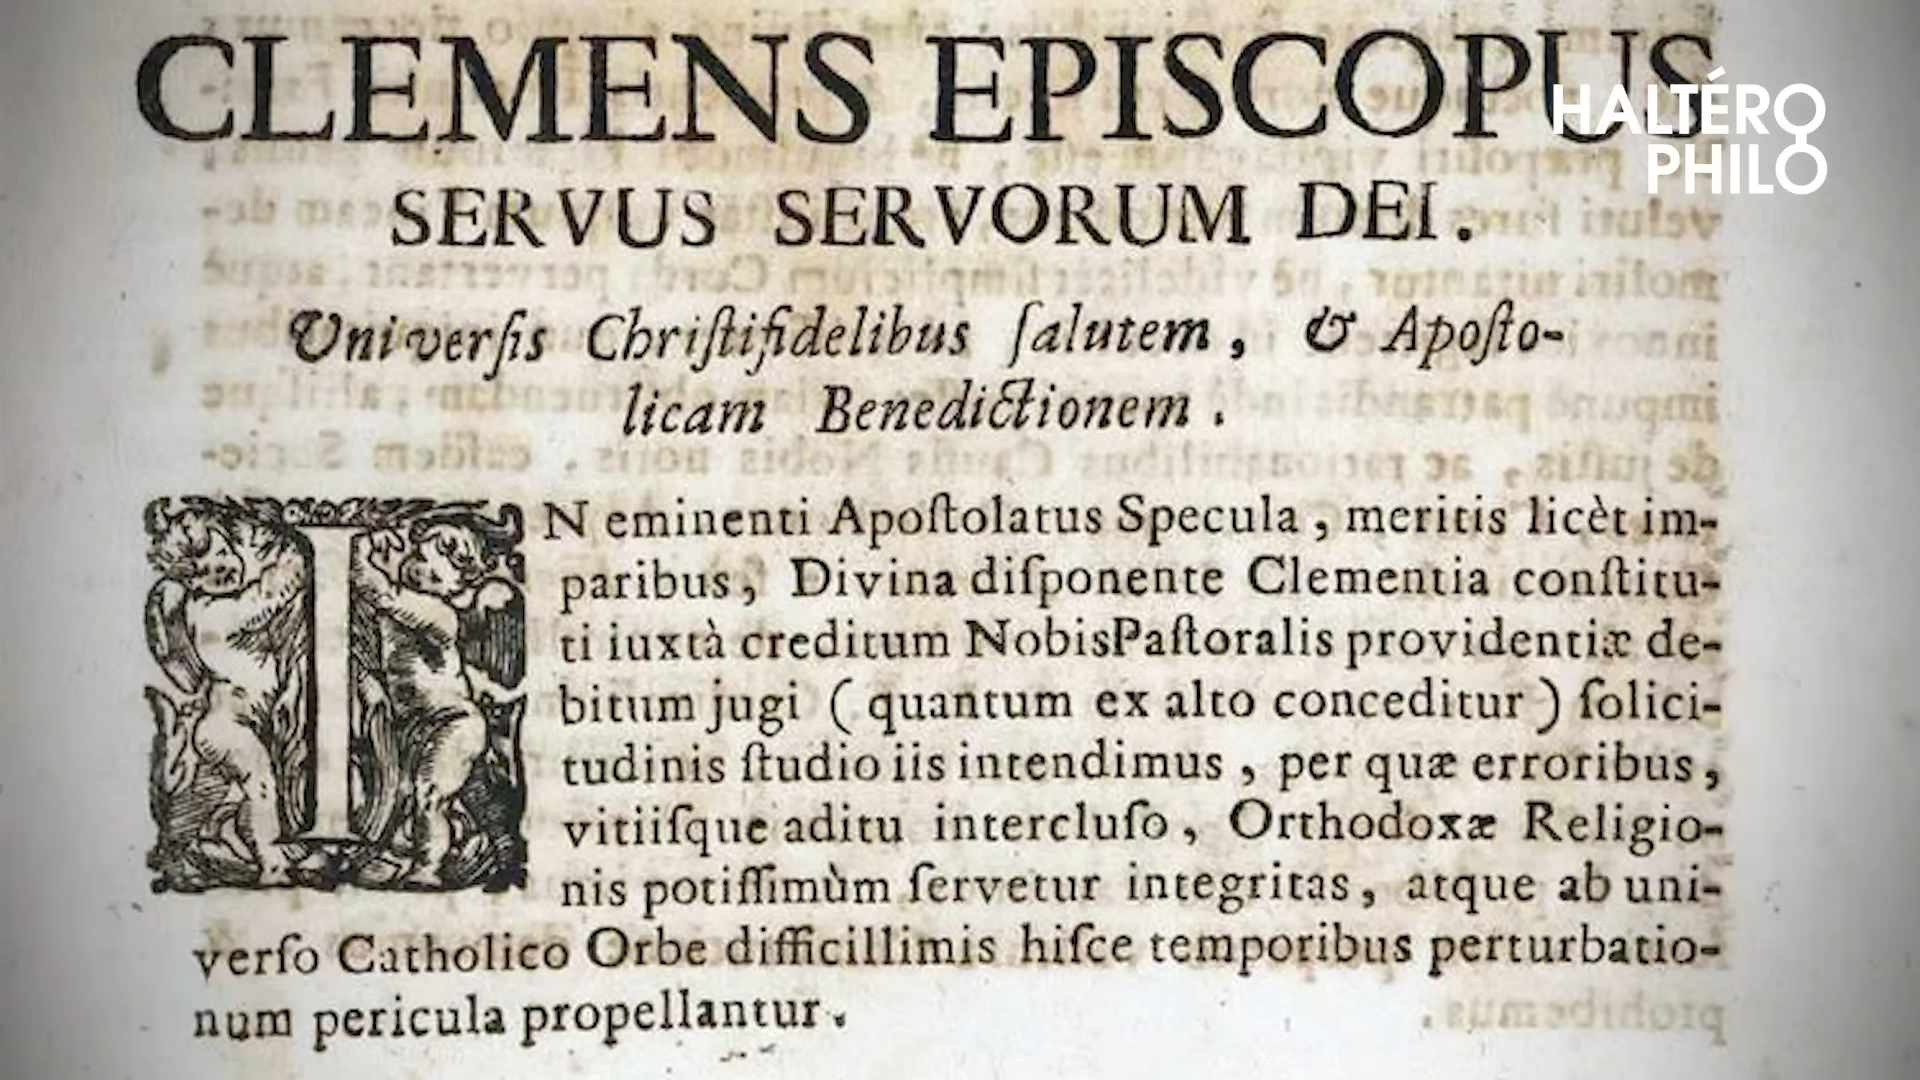 CLEMENS EPISCOPUS
HALTÉRO
PHILO
SERVUS SERVORUM DEI.
Univerſis Chriſtifidelibus ſalutem, & Apoſto-
licam Benedictionem.
IN eminenti Apoſtolatus Specula, meritis licèt im-
paribus, Divina diſponente Clementia conſtitu-
ti iuxtà creditum NobisPaſtoralis providentiæ de-
bitum jugi (quantum ex alto conceditur) ſolici-
tudinis ſtudio iis intendimus, per quæ erroribus,
vitiiſque aditu intercluſo, Orthodoxæ Religio-
nis potiſſimùm ſervetur integritas, atque ab uni-
verſo Catholico Orbe difficillimis hiſce temporibus perturbatio-
num pericula propellantur.